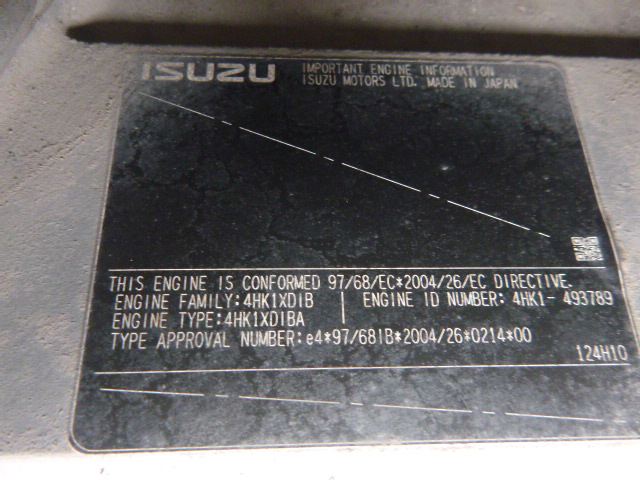 ISUZU
IMPORTANT ENGINE INFORMATION
ISUZU MOTORS LTD. MADE IN JAPAN
THIS ENGINE IS CONFORMED 97/68/EC*2004/26/EC DIRECTIVE.
ENGINE FAMILY:4HK1XDIB
ENGINE ID NUMBER: 4HK1- 493789
ENGINE TYPE:4HK1XDIBA
TYPE APPROVAL NUMBER:e4*97/68IB*2004/26*0214*00
124H10